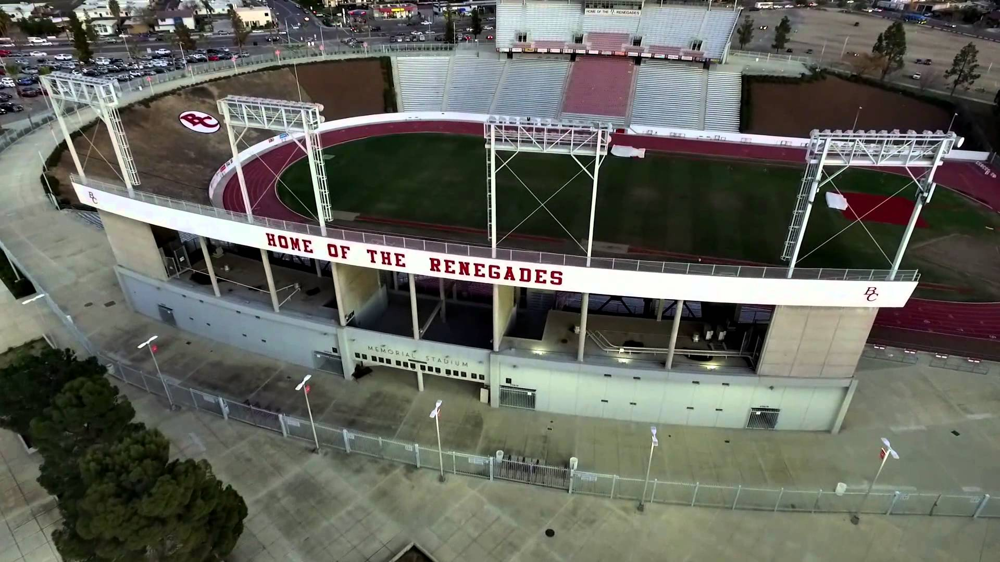 HOME OF THE BC RENEGADES
BC
BC
HOME OF THE RENEGADES
BC
MEMORIAL STADIUM